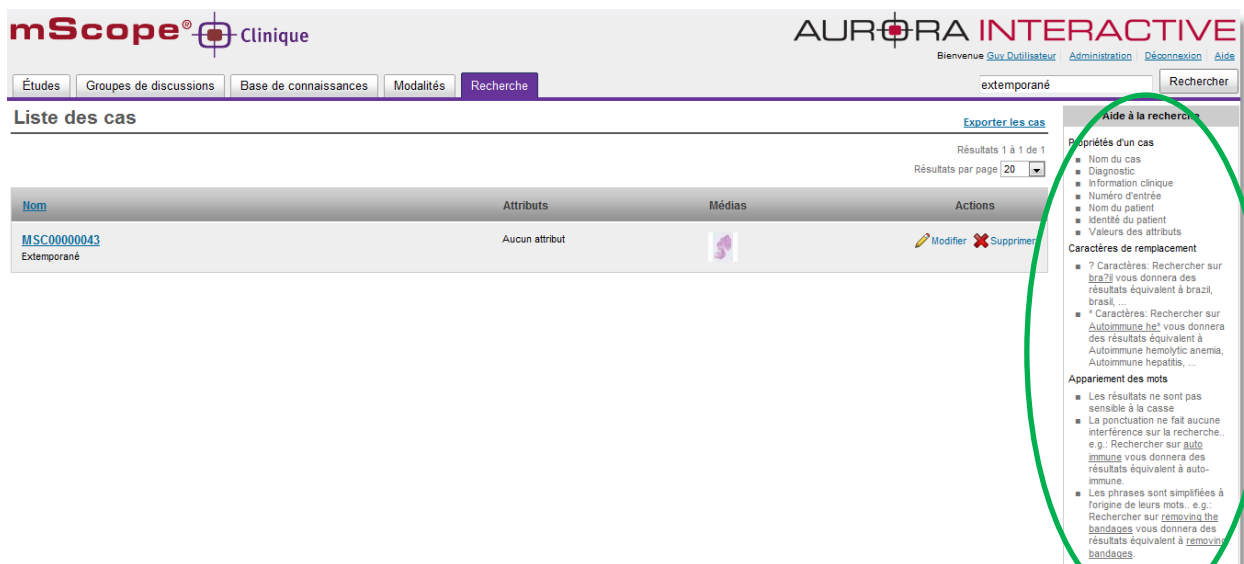 mScope® Clinique
AURORA INTERACTIVE
Bienvenue Guy Dutilisateur Administration Déconnexion Aide
Études Groupes de discussions Base de connaissances Modalités Recherche extemporané Rechercher
Liste des cas
Exporter les cas
Résultats 1 à 1 de 1
Résultats par page 20
Nom Attributs Médias Actions
MSC00000043 Aucun attribut Modifier Supprimer
Extemporané
Aide à la recherche
Propriétés d'un cas
Nom du cas
Diagnostic
Information clinique
Numéro d'entrée
Nom du patient
Identité du patient
Valeurs des attributs
Caractères de remplacement
? Caractères: Rechercher sur
bra?il vous donnera des
résultats équivalent à brazil,
brasil, ...
* Caractères: Rechercher sur
Autoimmune he* vous donnera
des résultats équivalent à
Autoimmune hemolytic anemia,
Autoimmune hepatitis, ...
Appariement des mots
Les résultats ne sont pas
sensible à la casse
La ponctuation ne fait aucune
interférence sur la recherche..
e.g.: Rechercher sur auto
immune vous donnera des
résultats équivalent à auto-
immune.
Les phrases sont simplifiées à
l'origine de leurs mots.. e.g.:
Rechercher sur removing the
bandages vous donnera des
résultats équivalent à removing
bandages.